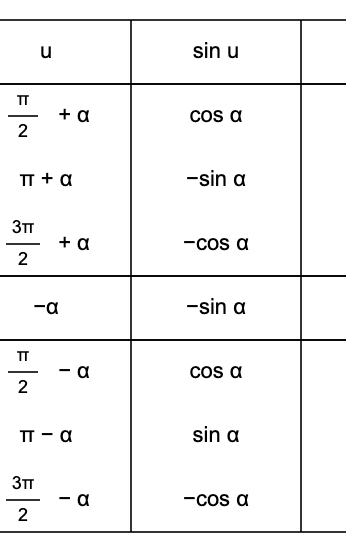 u sin u
π/2 + α cos α
π + α −sin α
3π/2 + α −cos α
−α −sin α
π/2 − α cos α
π − α sin α
3π/2 − α −cos α